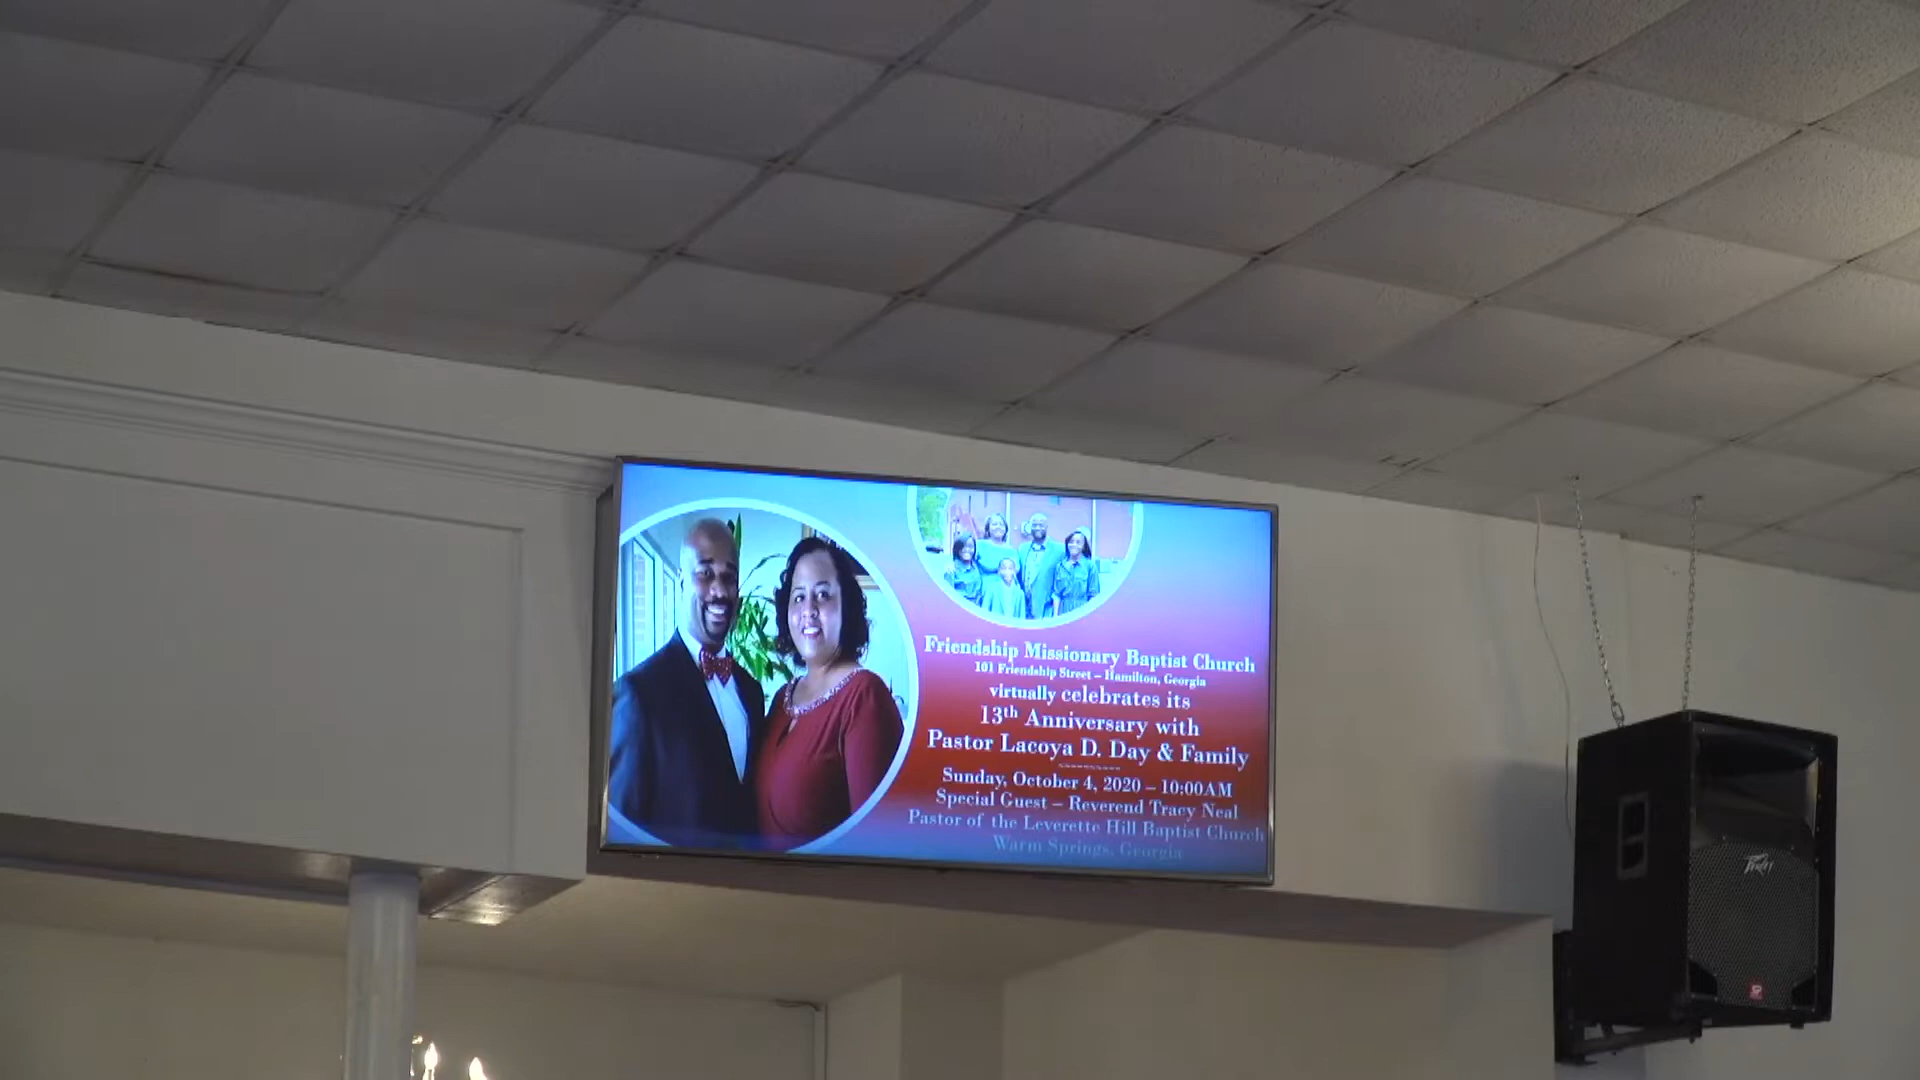 Friendship Missionary Baptist Church
101 Friendship Street – Hamilton, Georgia
virtually celebrates its
13th Anniversary with
Pastor Lacoya D. Day & Family
Sunday, October 4, 2020 – 10:00AM
Special Guest – Reverend Tracy Neal
Pastor of the Leverette Hill Baptist Church
Warm Springs, Georgia
PEAVEY